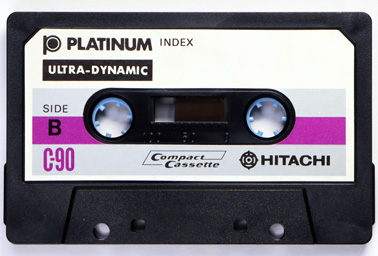 PLATINUM INDEX
ULTRA-DYNAMIC
SIDE
B
C-90
Compact
Cassette
HITACHI